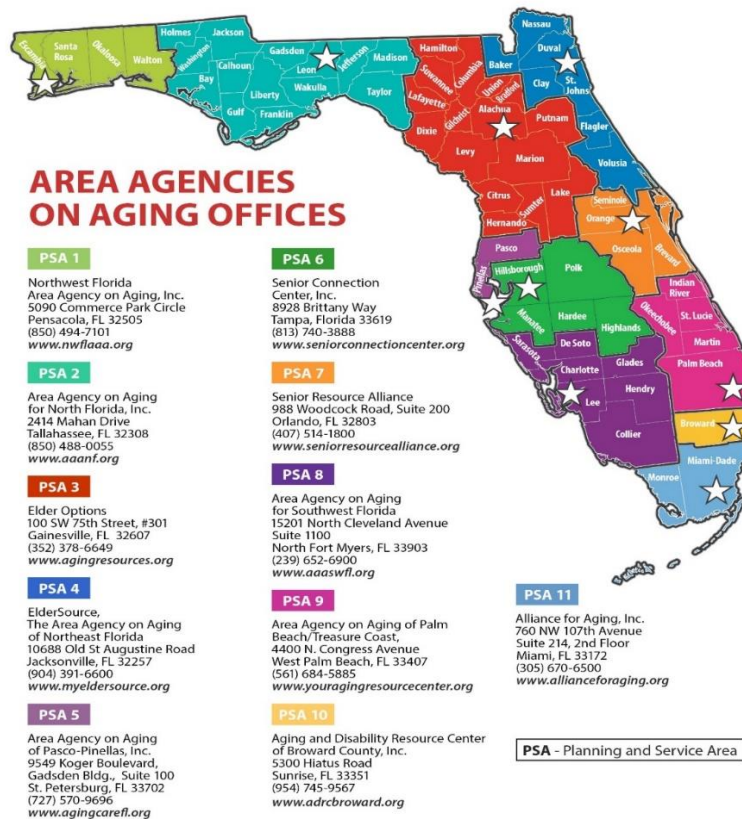 Nassau
Holmes
Jackson
Santa
Rosa
Okaloosa
Walton
Escambia
Washington
Gadsden
Leon
Jefferson
Madison
Hamilton
Baker
Duval
Bay
Calhoun
Liberty
Wakulla
Taylor
Gulf
Franklin
Suwannee
Columbia
Union
Bradford
Clay
St.
Johns
Lafayette
Gilchrist
Alachua
Putnam
Dixie
Levy
Marion
Flagler
Volusia
Citrus
Sumter
Lake
Hernando
Seminole
Orange
Osceola
Brevard
Pasco
Pinellas
Hillsborough
Polk
Indian
River
Manatee
Hardee
Highlands
Okeechobee
St. Lucie
Martin
Sarasota
De Soto
Charlotte
Glades
Palm Beach
Lee
Hendry
Collier
Broward
Miami-Dade
Monroe
AREA AGENCIES
ON AGING OFFICES
PSA 1
Northwest Florida
Area Agency on Aging, Inc.
5090 Commerce Park Circle
Pensacola, FL 32505
(850) 494-7101
www.nwflaaa.org
PSA 2
Area Agency on Aging
for North Florida, Inc.
2414 Mahan Drive
Tallahassee, FL 32308
(850) 488-0055
www.aaanf.org
PSA 3
Elder Options
100 SW 75th Street, #301
Gainesville, FL 32607
(352) 378-6649
www.agingresources.org
PSA 4
ElderSource,
The Area Agency on Aging
of Northeast Florida
10688 Old St Augustine Road
Jacksonville, FL 32257
(904) 391-6600
www.myeldersource.org
PSA 5
Area Agency on Aging
of Pasco-Pinellas, Inc.
9549 Koger Boulevard,
Gadsden Bldg., Suite 100
St. Petersburg, FL 33702
(727) 570-9696
www.agingcarefl.org
PSA 6
Senior Connection
Center, Inc.
8928 Brittany Way
Tampa, Florida 33619
(813) 740-3888
www.seniorconnectioncenter.org
PSA 7
Senior Resource Alliance
988 Woodcock Road, Suite 200
Orlando, FL 32803
(407) 514-1800
www.seniorresourcealliance.org
PSA 8
Area Agency on Aging
for Southwest Florida
15201 North Cleveland Avenue
Suite 1100
North Fort Myers, FL 33903
(239) 652-6900
www.aaaswfl.org
PSA 9
Area Agency on Aging of Palm
Beach/Treasure Coast,
4400 N. Congress Avenue
West Palm Beach, FL 33407
(561) 684-5885
www.youragingresourcecenter.org
PSA 10
Aging and Disability Resource Center
of Broward County, Inc.
5300 Hiatus Road
Sunrise, FL 33351
(954) 745-9567
www.adrcbroward.org
PSA 11
Alliance for Aging, Inc.
760 NW 107th Avenue
Suite 214, 2nd Floor
Miami, FL 33172
(305) 670-6500
www.allianceforaging.org
PSA - Planning and Service Area